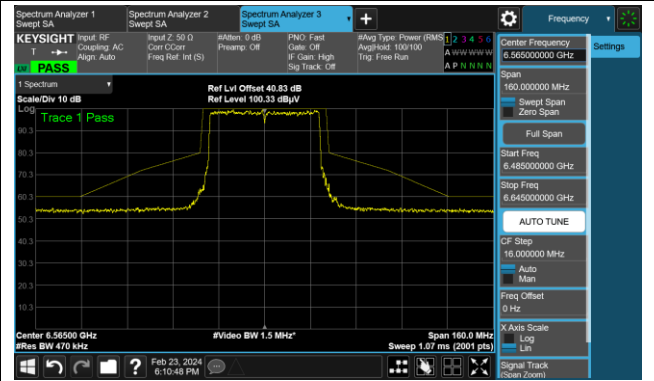 Spectrum Analyzer 1
Swept SA
Spectrum Analyzer 2
Swept SA
Spectrum Analyzer 3
Swept SA
Frequency
KEYSIGHT
Input: RF
Coupling: AC
Align: Auto
Input Z: 50 Ω
Corr CCorr
Freq Ref: Int (S)
#Atten: 0 dB
Preamp: Off
PNO: Fast
Gate: Off
IF Gain: High
Sig Track: Off
#Avg Type: Power (RMS
Avg|Hold: 100/100
Trig: Free Run
1 2 3 4 5 6
A W W W W W
A P N N N N
T
PASS
1 Spectrum
Scale/Div 10 dB
Ref Lvl Offset 40.83 dB
Ref Level 100.33 dBµV
Log
Trace 1 Pass
90.3
80.3
70.3
60.3
50.3
40.3
30.3
20.3
10.3
Center 6.56500 GHz
#Video BW 1.5 MHz*
Span 160.0 MHz
#Res BW 470 kHz
Sweep 1.07 ms (2001 pts)
Feb 23, 2024
6:10:48 PM
Center Frequency
6.565000000 GHz
Settings
Span
160.000000 MHz
Swept Span
Zero Span
Full Span
Start Freq
6.485000000 GHz
Stop Freq
6.645000000 GHz
AUTO TUNE
CF Step
16.000000 MHz
Auto
Man
Freq Offset
0 Hz
X Axis Scale
Log
Lin
Signal Track
(Span Zoom)